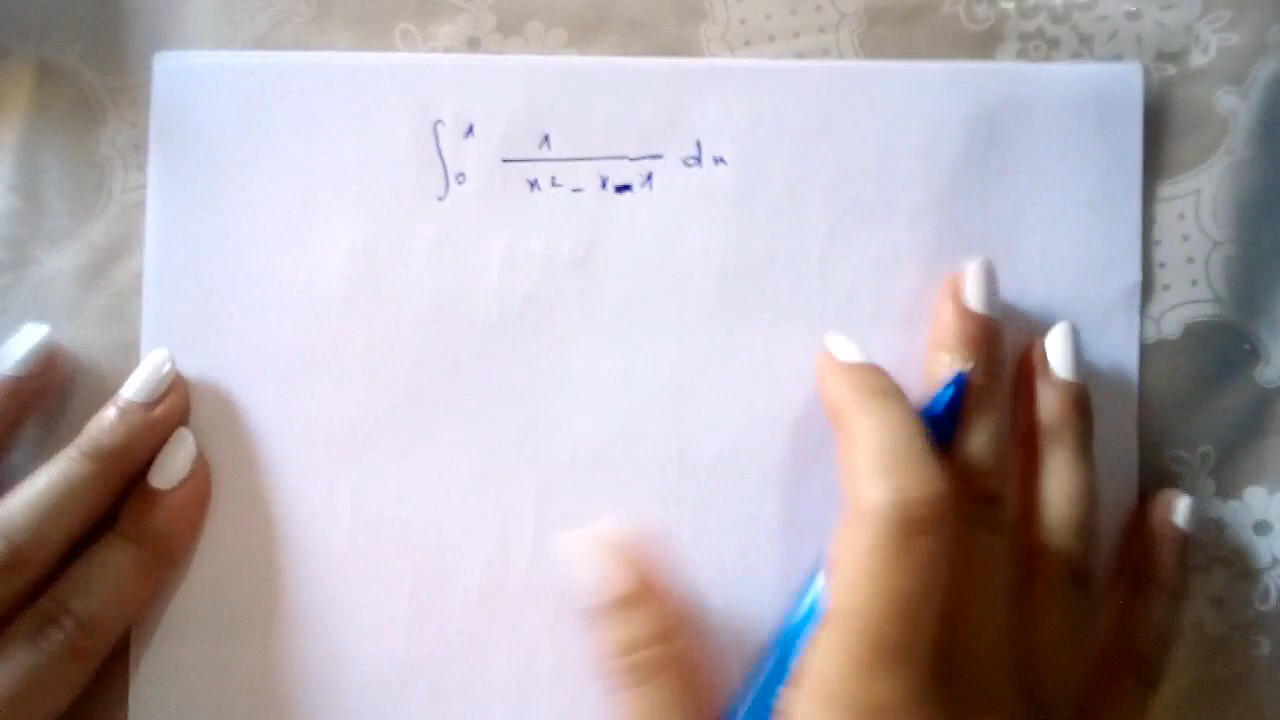 ∫₀¹ 1/(x² - x - 1) dx